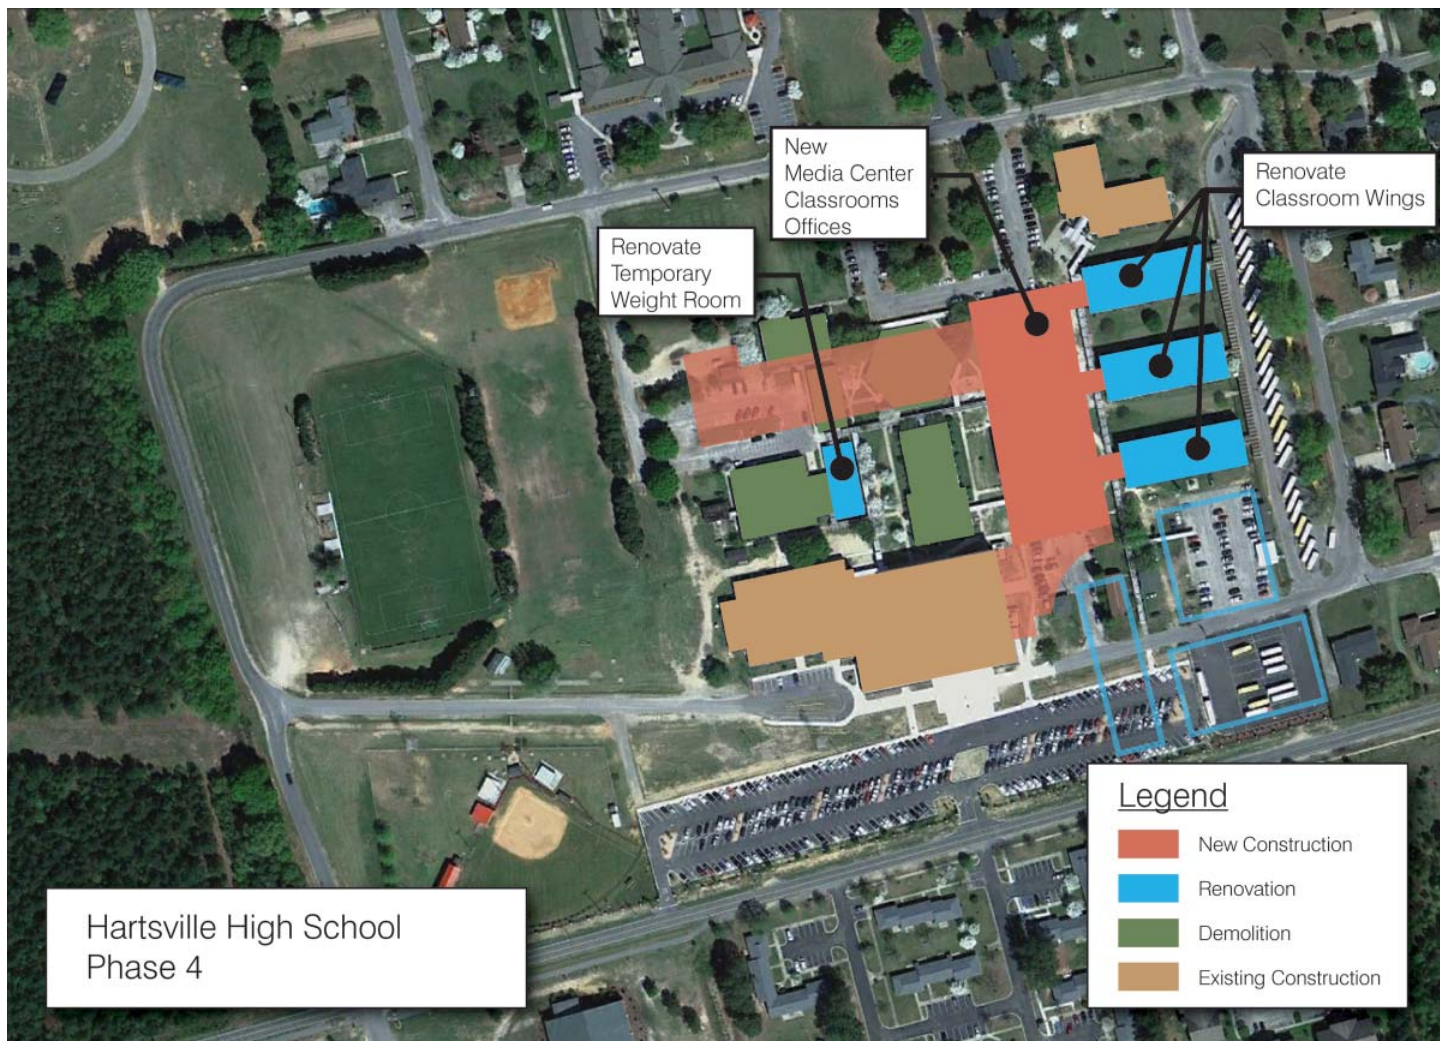 New
Media Center
Classrooms
Offices
Renovate
Classroom Wings
Renovate
Temporary
Weight Room
Legend
New Construction
Renovation
Demolition
Existing Construction
Hartsville High School
Phase 4